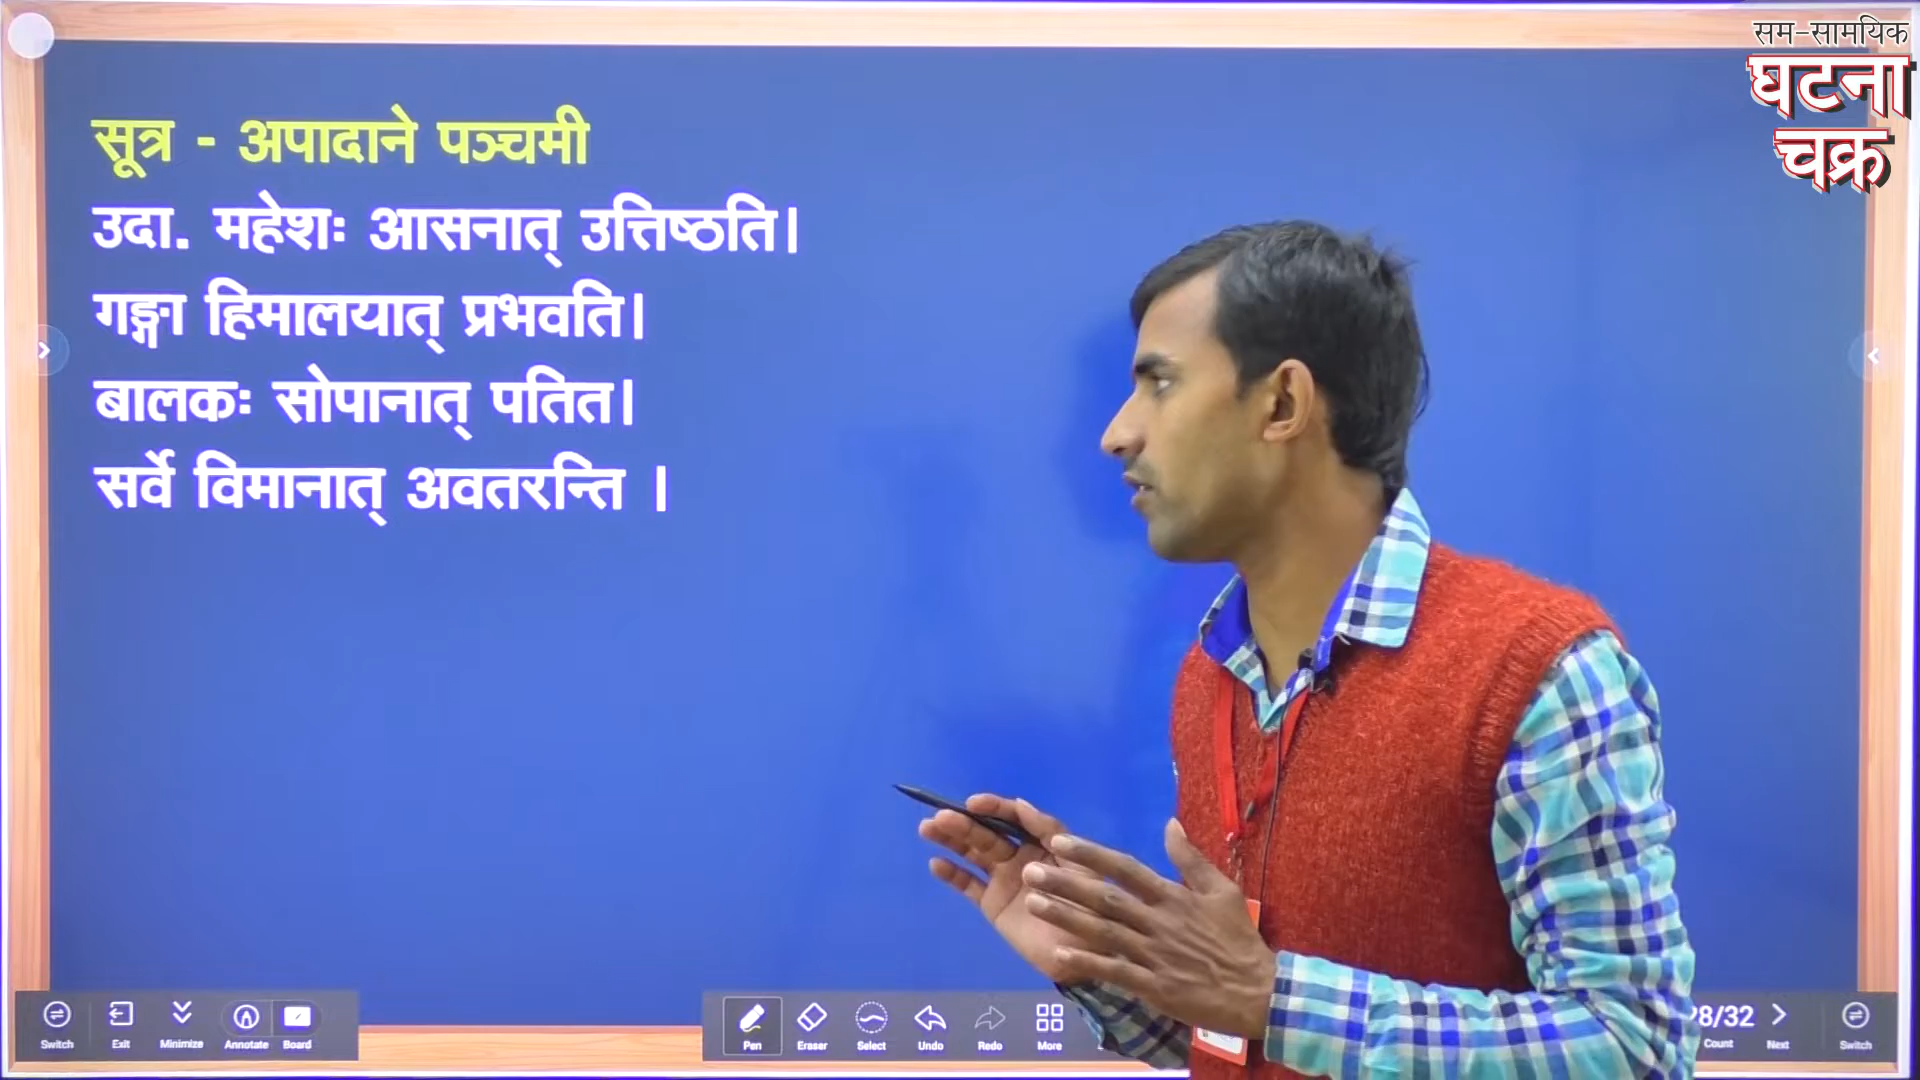 सम-सामयिक
घटना
चक्र
सूत्र - अपादाने पञ्चमी
उदा. महेशः आसनात् उत्तिष्ठति।
गङ्गा हिमालयात् प्रभवति।
बालकः सोपानात् पतित।
सर्वे विमानात् अवतरन्ति ।
Switch Exit Minimize Annotate Board
Pen Eraser Select Undo Redo More
8/32
Count Next Switch